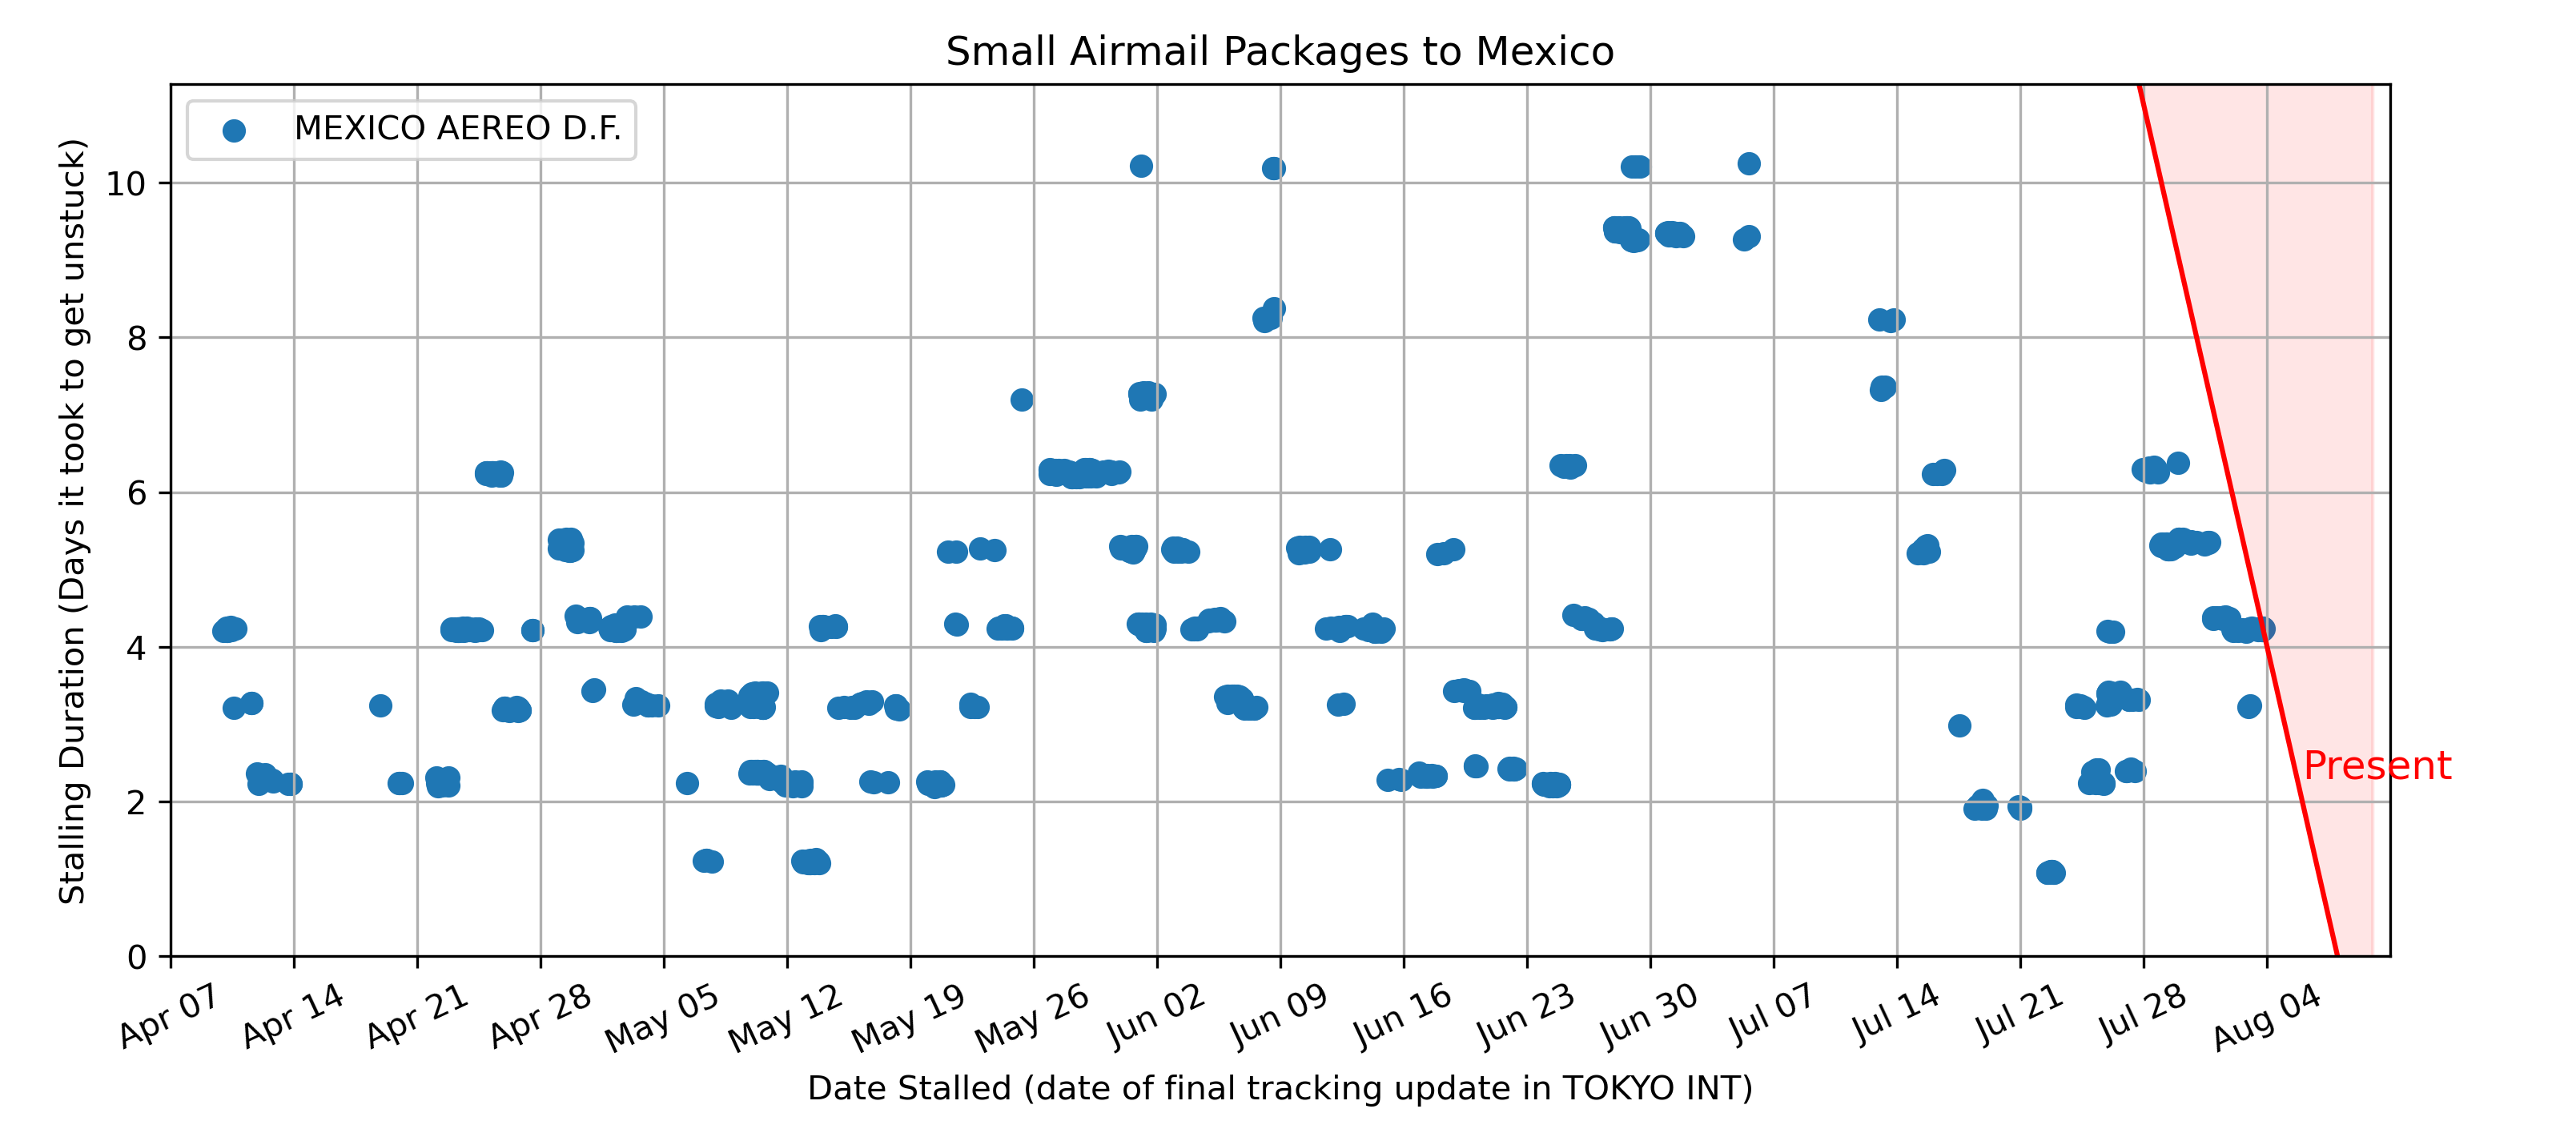 Small Airmail Packages to Mexico
MEXICO AEREO D.F.
Stalling Duration (Days it took to get unstuck)
10
8
6
4
2
0
Present
Apr 07
Apr 14
Apr 21
Apr 28
May 05
May 12
May 19
May 26
Jun 02
Jun 09
Jun 16
Jun 23
Jun 30
Jul 07
Jul 14
Jul 21
Jul 28
Aug 04
Date Stalled (date of final tracking update in TOKYO INT)